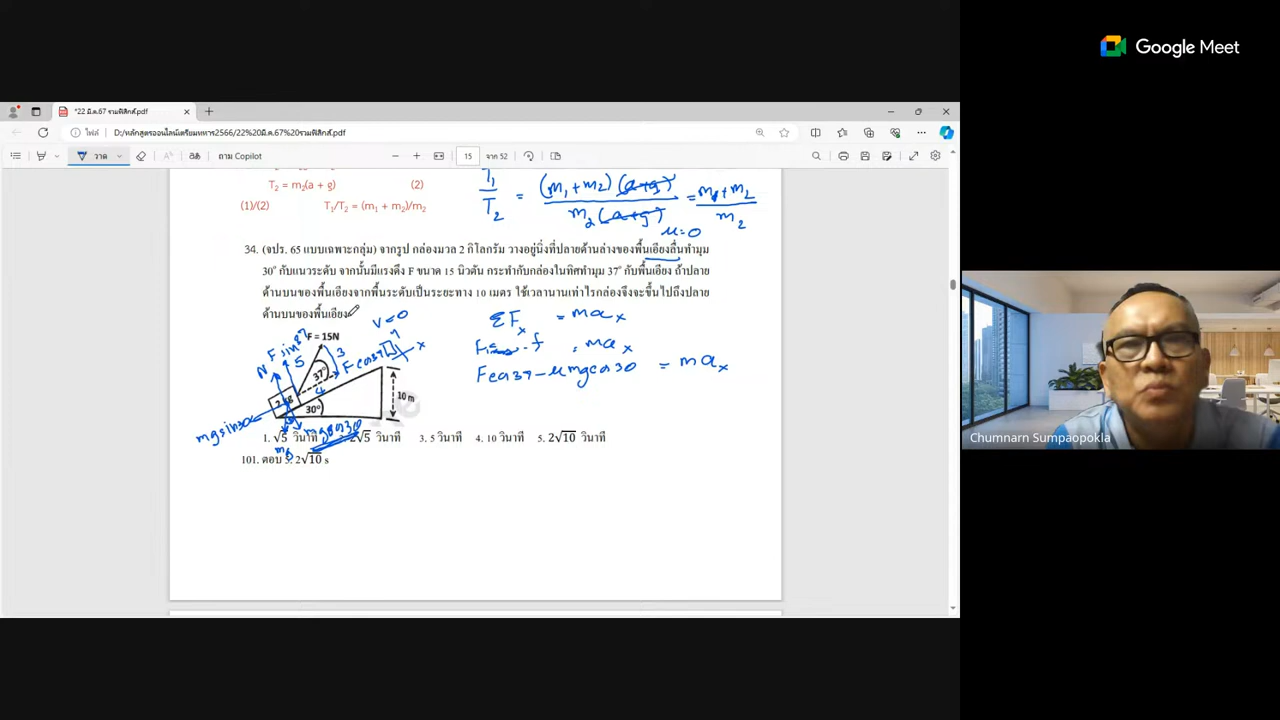 Google Meet
*22 มี.ค.67 รวมฟิสิกส์.pdf
ไฟล์ D:/หลักสูตรออนไลน์เตรียมทหาร2566/22%20มี.ค.67%20รวมฟิสิกส์.pdf
วาด ถาม Copilot 15 จาก 52
T₂ = m₂(a + g) (2)
(1)/(2) T₁/T₂ = (m₁ + m₂)/m₂
T₁/T₂ = (m₁+m₂)(a+g)/m₂(a+g) = m₁+m₂/m₂
μ=0
34. (จปร. 65 แบบเฉพาะกลุ่ม) จากรูป กล่องมวล 2 กิโลกรัม วางอยู่นิ่งที่ปลายด้านล่างของพื้นเอียงลื่นทำมุม
30° กับแนวระดับ จากนั้นมีแรงดึง F ขนาด 15 นิวตัน กระทำกับกล่องในทิศทำมุม 37° กับพื้นเอียง ถ้าปลาย
ด้านบนของพื้นเอียงจากพื้นระดับเป็นระยะทาง 10 เมตร ใช้เวลานานเท่าไรกล่องจึงจะขึ้นไปถึงปลาย
ด้านบนของพื้นเอียง
ΣFₓ = maₓ
- f = maₓ
Fcos37 - μmgcos30 = maₓ
F = 15N
F sin37
F cos37
N
5
3
4
x
37°
30°
10 m
mgsin30
mgcos30
mg
1. √5 วินาที 2√5 วินาที 3. 5 วินาที 4. 10 วินาที 5. 2√10 วินาที
101. ตอบ 5. 2√10 s
Chumnarn Sumpaopokla